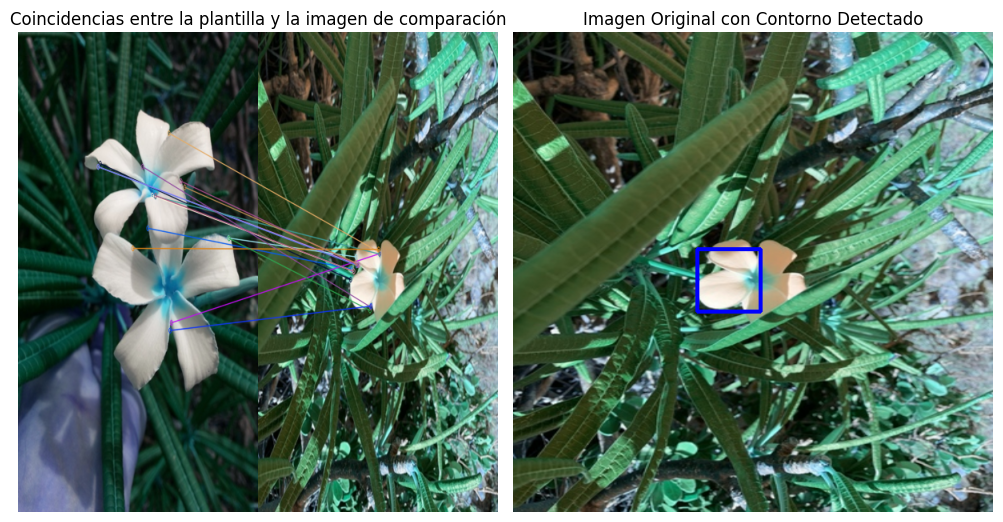 Coincidencias entre la plantilla y la imagen de comparación
Imagen Original con Contorno Detectado